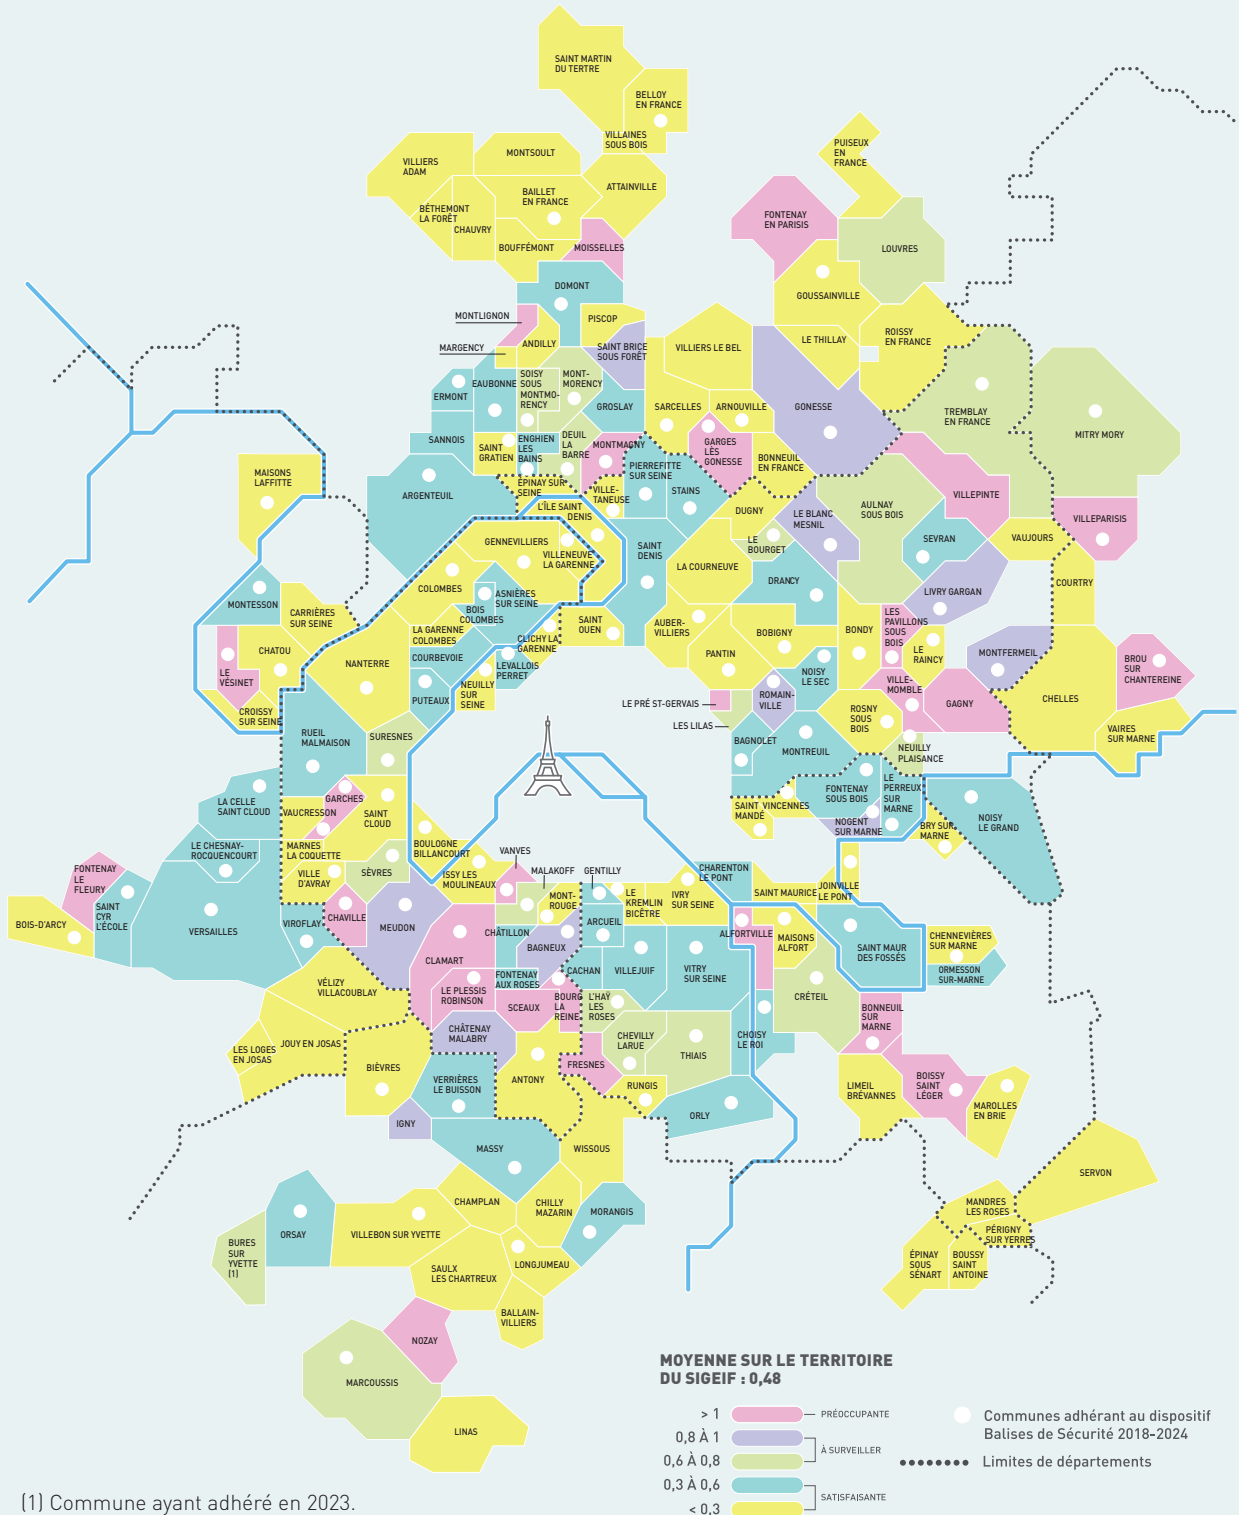 SAINT MARTIN
DU TERTRE
BELLOY
EN FRANCE
VILLAINES
SOUS BOIS
VILLIERS
ADAM
MONTSOULT
BAILLET
EN FRANCE
ATTAINVILLE
BÉTHEMONT
LA FORÊT
CHAUVRY
BOUFFÉMONT
MOISSELLES
PUISEUX
EN
FRANCE
FONTENAY
EN PARISIS
LOUVRES
DOMONT
GOUSSAINVILLE
MONTLIGNON
PISCOP
MARGENCY
ANDILLY
SAINT BRICE
SOUS FORÊT
VILLIERS LE BEL
LE THILLAY
ROISSY
EN FRANCE
ERMONT
EAUBONNE
SOISY
SOUS
MONTMO-
RENCY
MONT-
MORENCY
GROSLAY
SARCELLES
ARNOUVILLE
GONESSE
TREMBLAY
EN FRANCE
MITRY MORY
SANNOIS
SAINT
GRATIEN
ENGHIEN
LES
BAINS
DEUIL
LA
BARRE
MONTMAGNY
GARGES
LÈS
GONESSE
BONNEUIL
EN FRANCE
MAISONS
LAFFITTE
ARGENTEUIL
ÉPINAY SUR
SEINE
VILLE-
TANEUSE
PIERREFITTE
SUR SEINE
STAINS
DUGNY
LE BLANC
MESNIL
AULNAY
SOUS BOIS
VILLEPINTE
VILLEPARISIS
L'ÎLE SAINT
DENIS
GENNEVILLIERS
VILLENEUVE
LA GARENNE
SAINT
DENIS
LE
BOURGET
SEVRAN
VAUJOURS
LA COURNEUVE
DRANCY
LIVRY GARGAN
COURTRY
MONTESSON
CARRIÈRES
SUR SEINE
COLOMBES
BOIS
COLOMBES
ASNIÈRES
SUR SEINE
LA GARENNE
COLOMBES
CLICHY LA
GARENNE
SAINT
OUEN
AUBER-
VILLIERS
BOBIGNY
BONDY
LES
PAVILLONS
SOUS
BOIS
LE
RAINCY
MONTFERMEIL
BROU
SUR
CHANTEREINE
CHATOU
LE
VÉSINET
NANTERRE
COURBEVOIE
LEVALLOIS
PERRET
PANTIN
NOISY
LE SEC
VILLE-
MOMBLE
GAGNY
CHELLES
CROISSY
SUR SEINE
PUTEAUX
NEUILLY
SUR
SEINE
LE PRÉ ST-GERVAIS
ROMAIN-
VILLE
ROSNY
SOUS
BOIS
LES LILAS
VAIRES
SUR MARNE
RUEIL
MALMAISON
SURESNES
BAGNOLET
MONTREUIL
NEUILLY
PLAISANCE
LA CELLE
SAINT CLOUD
GARCHES
VAUCRESSON
SAINT
CLOUD
SAINT
MANDÉ
VINCENNES
FONTENAY
SOUS BOIS
LE
PERREUX
SUR
MARNE
NOGENT
SUR MARNE
BRY SUR
MARNE
NOISY
LE GRAND
LE CHESNAY-
ROCQUENCOURT
MARNES
LA COQUETTE
BOULOGNE
BILLANCOURT
FONTENAY
LE
FLEURY
VILLE
D'AVRAY
SÈVRES
ISSY LES
MOULINEAUX
VANVES
MALAKOFF
GENTILLY
MONT-
ROUGE
LE
KREMLIN
BICÊTRE
IVRY
SUR SEINE
CHARENTON
LE PONT
SAINT MAURICE
JOINVILLE
LE PONT
BOIS-D'ARCY
SAINT
CYR
L'ÉCOLE
VERSAILLES
VIROFLAY
CHAVILLE
MEUDON
CLAMART
CHÂTILLON
BAGNEUX
ARCUEIL
CACHAN
VILLEJUIF
VITRY
SUR SEINE
ALFORTVILLE
MAISONS
ALFORT
SAINT MAUR
DES FOSSÉS
CHENNEVIÈRES
SUR MARNE
ORMESSON
SUR-MARNE
VÉLIZY
VILLACOUBLAY
LE PLESSIS
ROBINSON
FONTENAY
AUX ROSES
SCEAUX
BOURG
LA
REINE
L'HAŸ
LES
ROSES
CRÉTEIL
BONNEUIL
SUR
MARNE
LES LOGES
EN JOSAS
JOUY EN JOSAS
CHÂTENAY
MALABRY
CHEVILLY
LARUE
THIAIS
CHOISY
LE ROI
BIÈVRES
VERRIÈRES
LE BUISSON
ANTONY
FRESNES
RUNGIS
ORLY
LIMEIL
BRÉVANNES
BOISSY
SAINT
LÉGER
MAROLLES
EN BRIE
IGNY
MASSY
WISSOUS
SERVON
CHAMPLAN
CHILLY
MAZARIN
MORANGIS
MANDRES
LES ROSES
PÉRIGNY
SUR YERRES
BURES
SUR
YVETTE
(1)
ORSAY
VILLEBON SUR YVETTE
SAULX
LES CHARTREUX
LONGJUMEAU
ÉPINAY
SOUS
SÉNART
BOUSSY
SAINT
ANTOINE
BALLAIN-
VILLIERS
NOZAY
MARCOUSSIS
LINAS
MOYENNE SUR LE TERRITOIRE
DU SIGEIF : 0,48
> 1
PRÉOCCUPANTE
0,8 À 1
À SURVEILLER
0,6 À 0,8
0,3 À 0,6
SATISFAISANTE
< 0,3
Communes adhérant au dispositif
Balises de Sécurité 2018-2024
Limites de départements
(1) Commune ayant adhéré en 2023.